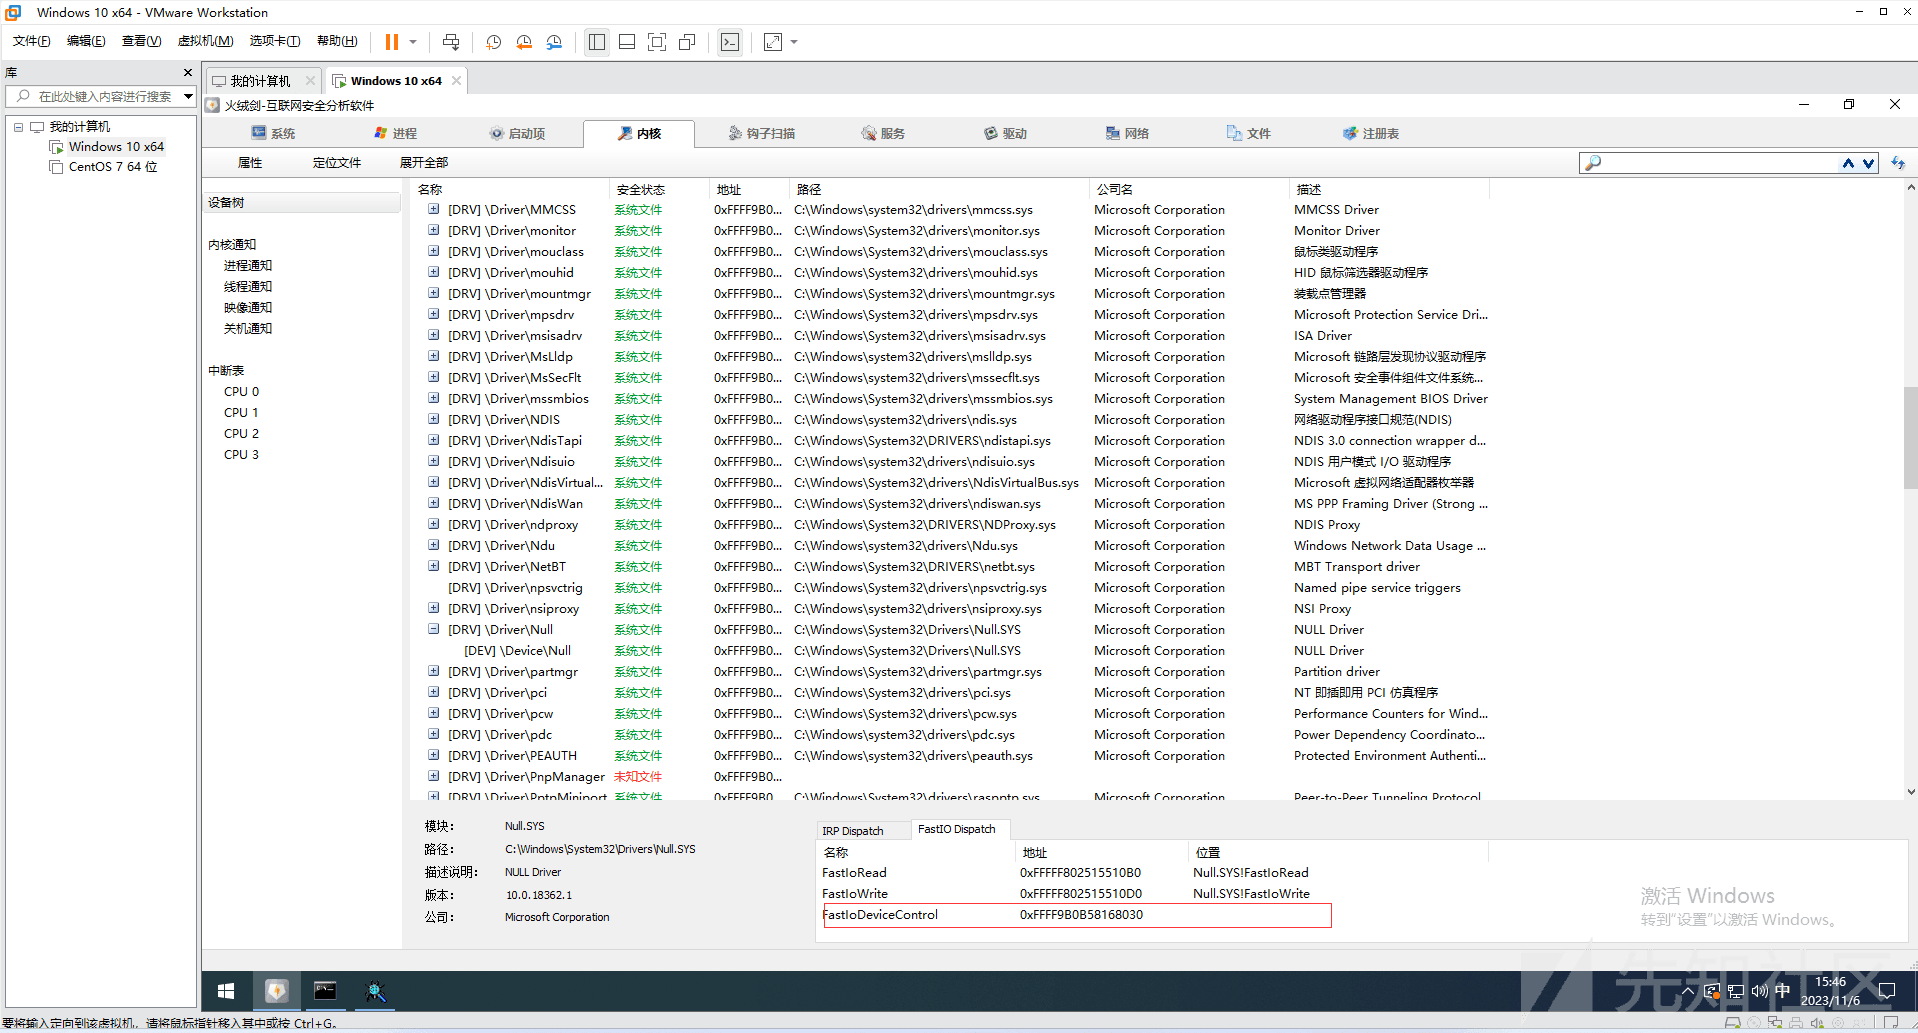 Windows 10 x64 - VMware Workstation
文件(F) 编辑(E) 查看(V) 虚拟机(M) 选项卡(T) 帮助(H)
库
在此处键入内容进行搜索
我的计算机
Windows 10 x64
CentOS 7 64 位
我的计算机 Windows 10 x64
火绒剑-互联网安全分析软件
系统 进程 启动项 内核 钩子扫描 服务 驱动 网络 文件 注册表
属性 定位文件 展开全部
设备树
内核通知
进程通知
线程通知
映像通知
关机通知
中断表
CPU 0
CPU 1
CPU 2
CPU 3
名称 安全状态 地址 路径 公司名 描述
[DRV] \Driver\MMCSS 系统文件 0xFFFF9B0... C:\Windows\system32\drivers\mmcss.sys Microsoft Corporation MMCSS Driver
[DRV] \Driver\monitor 系统文件 0xFFFF9B0... C:\Windows\System32\drivers\monitor.sys Microsoft Corporation Monitor Driver
[DRV] \Driver\mouclass 系统文件 0xFFFF9B0... C:\Windows\System32\drivers\mouclass.sys Microsoft Corporation 鼠标类驱动程序
[DRV] \Driver\mouhid 系统文件 0xFFFF9B0... C:\Windows\System32\drivers\mouhid.sys Microsoft Corporation HID 鼠标筛选器驱动程序
[DRV] \Driver\mountmgr 系统文件 0xFFFF9B0... C:\Windows\System32\drivers\mountmgr.sys Microsoft Corporation 装载点管理器
[DRV] \Driver\mpsdrv 系统文件 0xFFFF9B0... C:\Windows\System32\drivers\mpsdrv.sys Microsoft Corporation Microsoft Protection Service Dri...
[DRV] \Driver\msisadrv 系统文件 0xFFFF9B0... C:\Windows\System32\drivers\msisadrv.sys Microsoft Corporation ISA Driver
[DRV] \Driver\MsLldp 系统文件 0xFFFF9B0... C:\Windows\system32\drivers\mslldp.sys Microsoft Corporation Microsoft 链路层发现协议驱动程序
[DRV] \Driver\MsSecFlt 系统文件 0xFFFF9B0... C:\Windows\system32\drivers\mssecflt.sys Microsoft Corporation Microsoft 安全事件组件文件系统...
[DRV] \Driver\mssmbios 系统文件 0xFFFF9B0... C:\Windows\System32\drivers\mssmbios.sys Microsoft Corporation System Management BIOS Driver
[DRV] \Driver\NDIS 系统文件 0xFFFF9B0... C:\Windows\system32\drivers\ndis.sys Microsoft Corporation 网络驱动程序接口规范(NDIS)
[DRV] \Driver\NdisTapi 系统文件 0xFFFF9B0... C:\Windows\System32\DRIVERS\ndistapi.sys Microsoft Corporation NDIS 3.0 connection wrapper d...
[DRV] \Driver\Ndisuio 系统文件 0xFFFF9B0... C:\Windows\system32\drivers\ndisuio.sys Microsoft Corporation NDIS 用户模式 I/O 驱动程序
[DRV] \Driver\NdisVirtual... 系统文件 0xFFFF9B0... C:\Windows\System32\drivers\NdisVirtualBus.sys Microsoft Corporation Microsoft 虚拟网络适配器枚举器
[DRV] \Driver\NdisWan 系统文件 0xFFFF9B0... C:\Windows\System32\drivers\ndiswan.sys Microsoft Corporation MS PPP Framing Driver (Strong ...
[DRV] \Driver\ndproxy 系统文件 0xFFFF9B0... C:\Windows\System32\DRIVERS\NDProxy.sys Microsoft Corporation NDIS Proxy
[DRV] \Driver\Ndu 系统文件 0xFFFF9B0... C:\Windows\system32\drivers\Ndu.sys Microsoft Corporation Windows Network Data Usage ...
[DRV] \Driver\NetBT 系统文件 0xFFFF9B0... C:\Windows\System32\DRIVERS\netbt.sys Microsoft Corporation MBT Transport driver
[DRV] \Driver\npsvctrig 系统文件 0xFFFF9B0... C:\Windows\System32\drivers\npsvctrig.sys Microsoft Corporation Named pipe service triggers
[DRV] \Driver\nsiproxy 系统文件 0xFFFF9B0... C:\Windows\system32\drivers\nsiproxy.sys Microsoft Corporation NSI Proxy
[DRV] \Driver\Null 系统文件 0xFFFF9B0... C:\Windows\System32\Drivers\Null.SYS Microsoft Corporation NULL Driver
[DEV] \Device\Null 系统文件 0xFFFF9B0... C:\Windows\System32\Drivers\Null.SYS Microsoft Corporation NULL Driver
[DRV] \Driver\partmgr 系统文件 0xFFFF9B0... C:\Windows\System32\drivers\partmgr.sys Microsoft Corporation Partition driver
[DRV] \Driver\pci 系统文件 0xFFFF9B0... C:\Windows\System32\drivers\pci.sys Microsoft Corporation NT 即插即用 PCI 仿真程序
[DRV] \Driver\pcw 系统文件 0xFFFF9B0... C:\Windows\System32\drivers\pcw.sys Microsoft Corporation Performance Counters for Wind...
[DRV] \Driver\pdc 系统文件 0xFFFF9B0... C:\Windows\system32\drivers\pdc.sys Microsoft Corporation Power Dependency Coordinato...
[DRV] \Driver\PEAUTH 系统文件 0xFFFF9B0... C:\Windows\system32\drivers\peauth.sys Microsoft Corporation Protected Environment Authenti...
[DRV] \Driver\PnpManager 未知文件 0xFFFF9B0...
[DRV] \Driver\PptpMiniport 系统文件 0xFFFF9B0 C:\Windows\System32\drivers\raspptp.sys Microsoft Corporation Peer-to-Peer Tunneling Protocol
模块: Null.SYS
路径: C:\Windows\System32\Drivers\Null.SYS
描述说明: NULL Driver
版本: 10.0.18362.1
公司: Microsoft Corporation
IRP Dispatch FastIO Dispatch
名称 地址 位置
FastIoRead 0xFFFFF802515510B0 Null.SYS!FastIoRead
FastIoWrite 0xFFFFF802515510D0 Null.SYS!FastIoWrite
FastIoDeviceControl 0xFFFF9B0B58168030
激活 Windows
转到"设置"以激活 Windows。
先知社区
中
15:46
2023/11/6
要将输入定向到该虚拟机，请将鼠标指针移入其中或按 Ctrl+G。